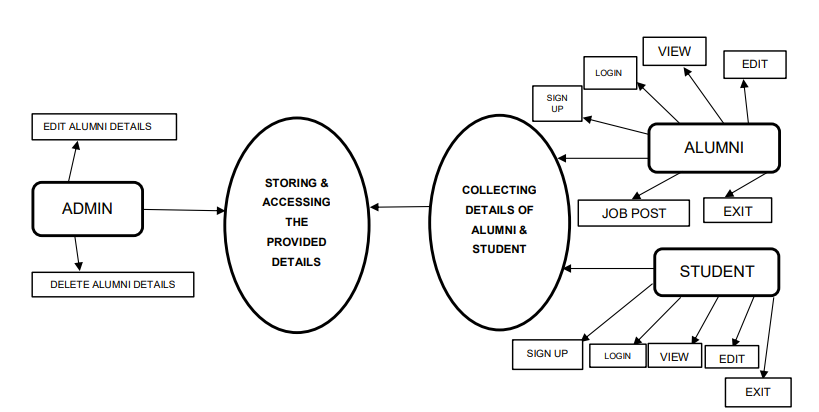 VIEW
EDIT
LOGIN
SIGN
UP
EDIT ALUMNI DETAILS
ALUMNI
STORING &
ACCESSING
THE
PROVIDED
DETAILS
COLLECTING
DETAILS OF
ALUMNI &
STUDENT
ADMIN
JOB POST
EXIT
STUDENT
DELETE ALUMNI DETAILS
SIGN UP
LOGIN
VIEW
EDIT
EXIT